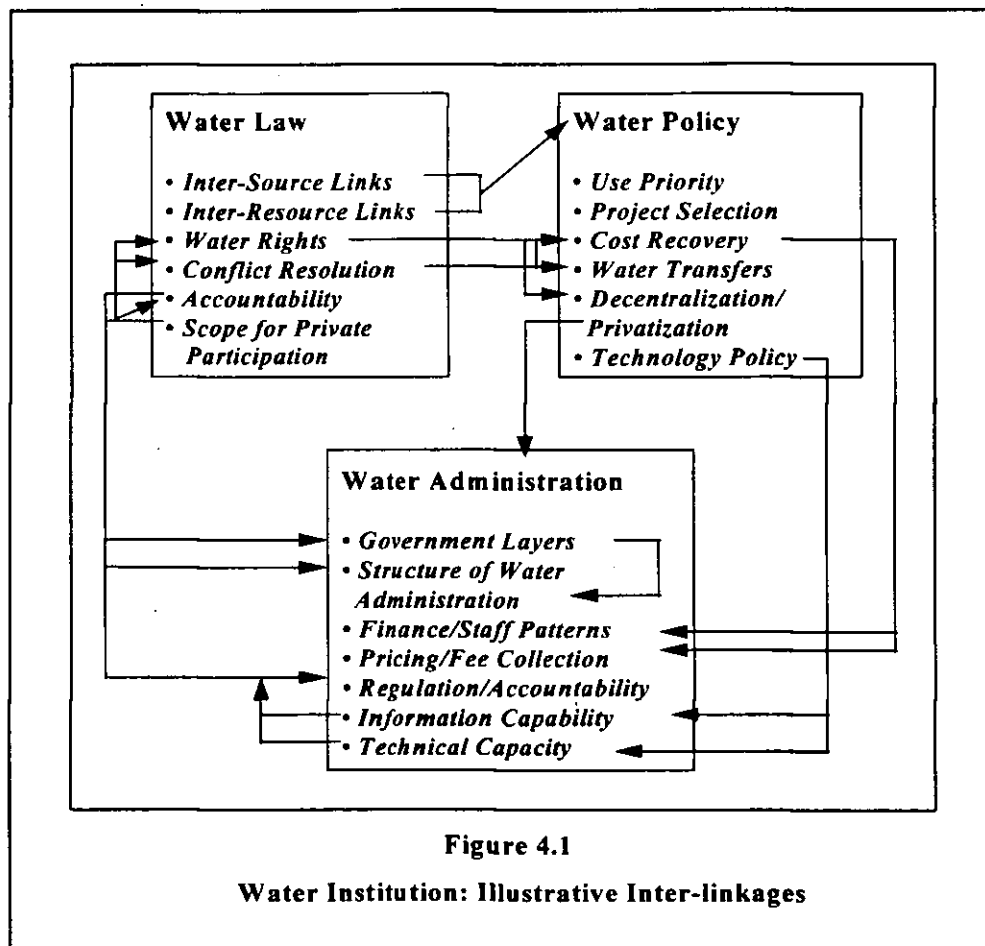 Water Law
• Inter-Source Links
• Inter-Resource Links
• Water Rights
• Conflict Resolution
• Accountability
• Scope for Private
Participation
Water Policy
• Use Priority
• Project Selection
• Cost Recovery
• Water Transfers
• Decentralization/
Privatization
• Technology Policy
Water Administration
• Government Layers
• Structure of Water
Administration
• Finance/Staff Patterns
• Pricing/Fee Collection
• Regulation/Accountability
• Information Capability
• Technical Capacity
Figure 4.1
Water Institution: Illustrative Inter-linkages